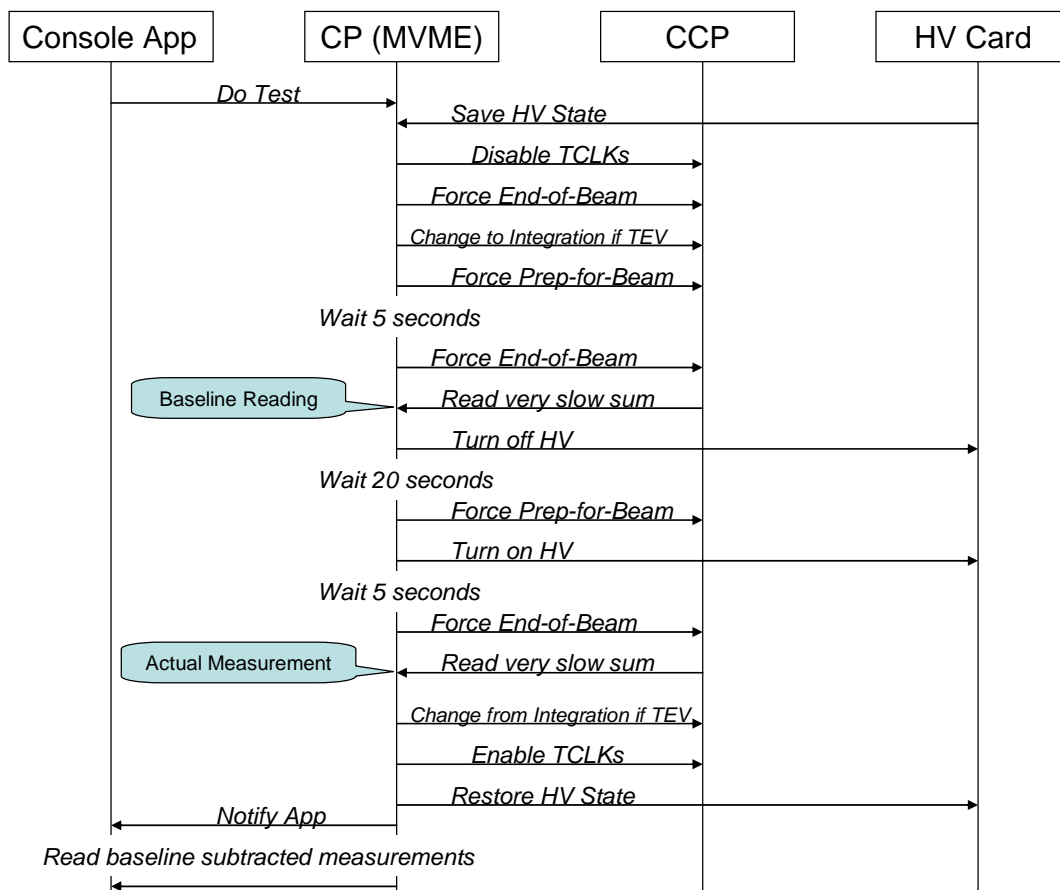 Console App
CP (MVME)
CCP
HV Card
Do Test
Save HV State
Disable TCLKs
Force End-of-Beam
Change to Integration if TEV
Force Prep-for-Beam
Wait 5 seconds
Force End-of-Beam
Baseline Reading
Read very slow sum
Turn off HV
Wait 20 seconds
Force Prep-for-Beam
Turn on HV
Wait 5 seconds
Force End-of-Beam
Actual Measurement
Read very slow sum
Change from Integration if TEV
Enable TCLKs
Restore HV State
Notify App
Read baseline subtracted measurements